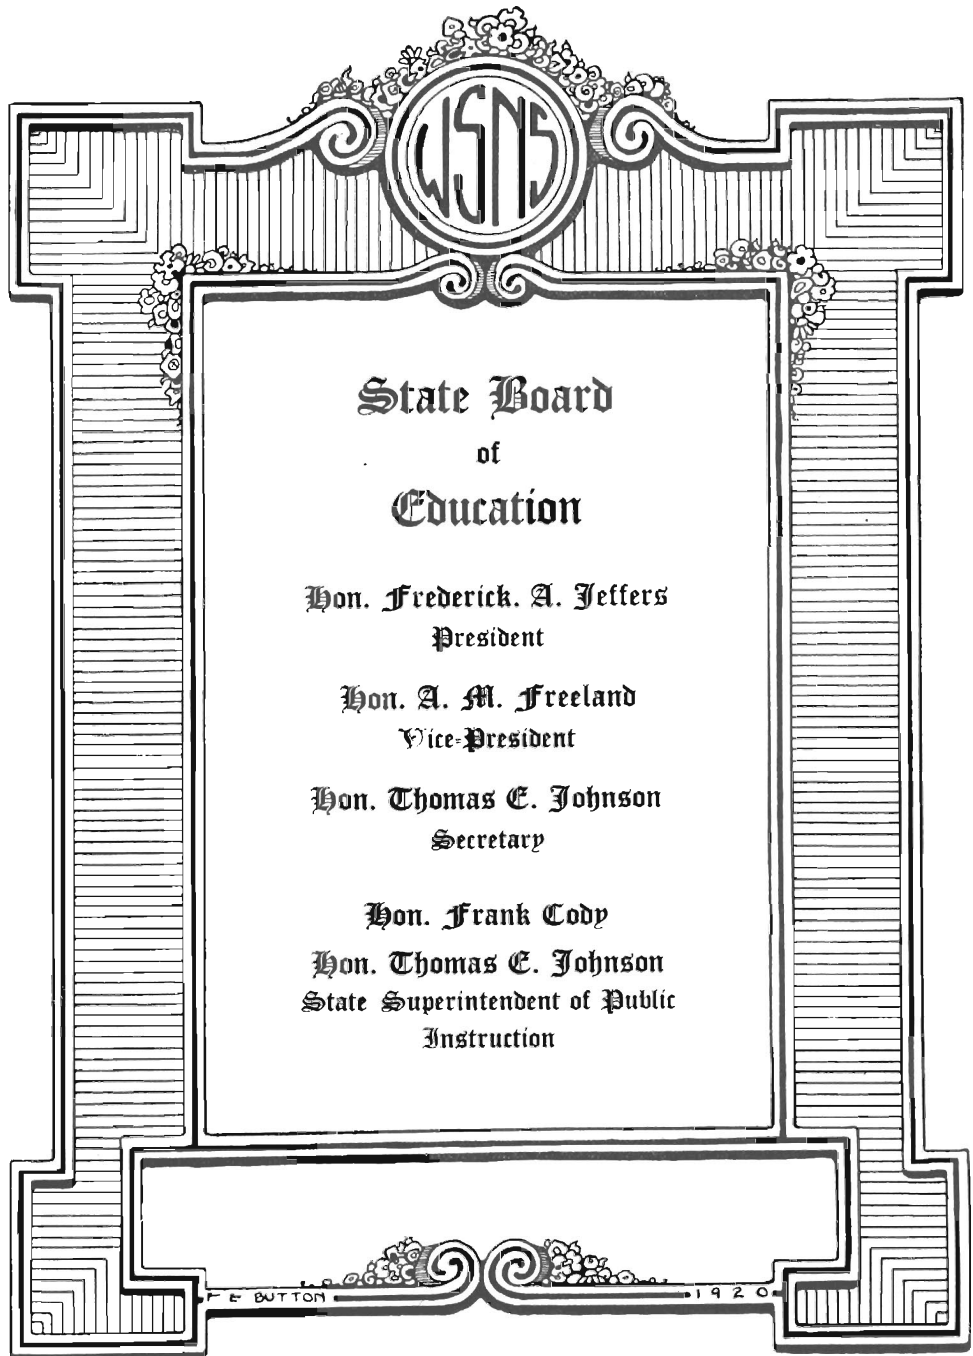 WSNS
State Board
of
Education
Hon. Frederick. A. Jeffers
President
Hon. A. M. Freeland
Vice-President
Hon. Thomas E. Johnson
Secretary
Hon. Frank Cody
Hon. Thomas E. Johnson
State Superintendent of Public
Instruction
F E BUTTON 1920